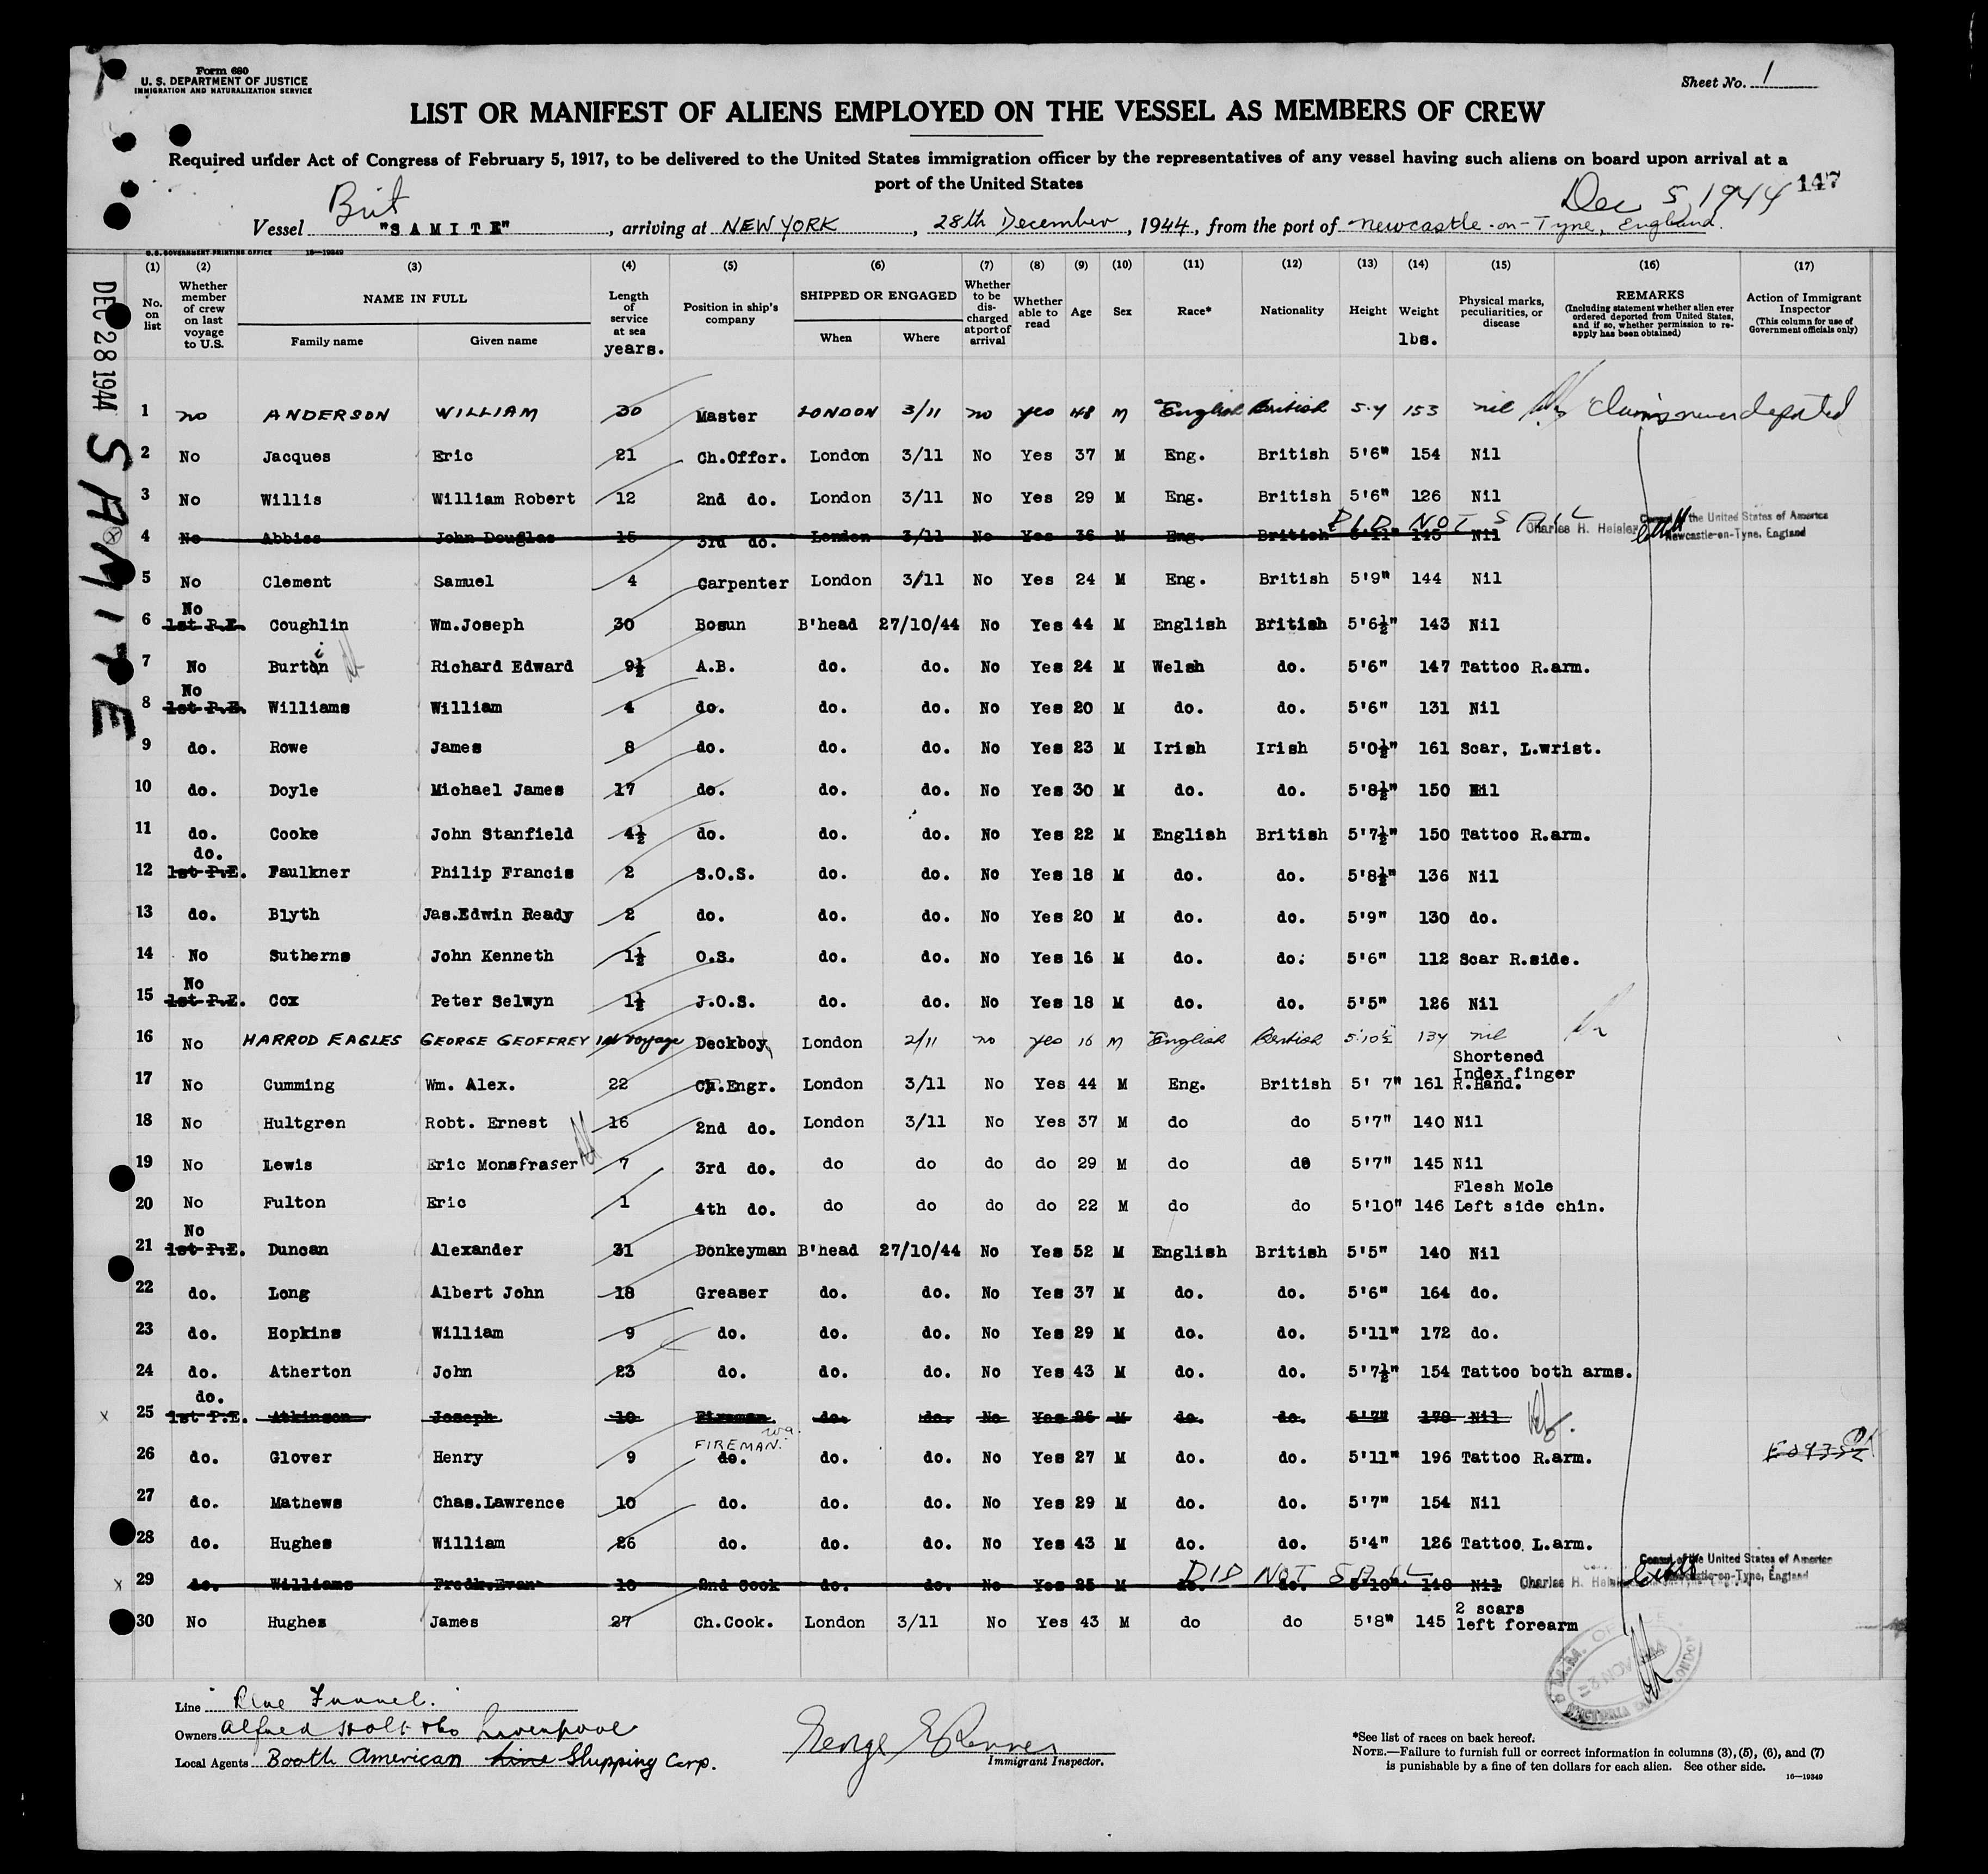 Form 680
U. S. DEPARTMENT OF JUSTICE
IMMIGRATION AND NATURALIZATION SERVICE
Sheet No. 1
LIST OR MANIFEST OF ALIENS EMPLOYED ON THE VESSEL AS MEMBERS OF CREW
Required under Act of Congress of February 5, 1917, to be delivered to the United States immigration officer by the representatives of any vessel having such aliens on board upon arrival at a
port of the United States
Dec 5, 1944 147
Brit
Vessel "SAMITE", arriving at NEW YORK, 28th December, 1944, from the port of Newcastle-on-Tyne, England.
U.S. GOVERNMENT PRINTING OFFICE 16—19349
DEC 28 1944 SAMITE
(1) (2) (3) (4) (5) (6) (7) (8) (9) (10) (11) (12) (13) (14) (15) (16) (17)
No. on list
Whether member of crew on last voyage to U.S.
NAME IN FULL
Family name Given name
Length of service at sea years.
Position in ship's company
SHIPPED OR ENGAGED
When Where
Whether to be discharged at port of arrival
Whether able to read
Age
Sex
Race*
Nationality
Height
Weight lbs.
Physical marks, peculiarities, or disease
REMARKS
(Including statement whether alien ever ordered deported from United States, and if so, whether permission to reapply has been obtained)
Action of Immigrant Inspector
(This column for use of Government officials only)
1 no ANDERSON WILLIAM 30 Master LONDON 3/11 no yes 48 M English British 5.4 153 nil Claims never deported
2 No Jacques Eric 21 Ch.Offcr. London 3/11 No Yes 37 M Eng. British 5'6" 154 Nil
3 No Willis William Robert 12 2nd do. London 3/11 No Yes 29 M Eng. British 5'6" 126 Nil
DID NOT SAIL
4 No Abbiss John Douglas 15 3rd do. London 3/11 No Yes 36 M Eng. British 5'11" 145 Nil Charles H. Heisler Consul of the United States of America Newcastle-on-Tyne, England
5 No Clement Samuel 4 Carpenter London 3/11 No Yes 24 M Eng. British 5'9" 144 Nil
No
6 1st P.E. Coughlin Wm.Joseph 30 Bosun B'head 27/10/44 No Yes 44 M English British 5'6½" 143 Nil
i
7 No Burton Richard Edward 9½ A.B. do. do. No Yes 24 M Welsh do. 5'6" 147 Tattoo R.arm.
No
8 1st P.E. Williams William 4 do. do. do. No Yes 20 M do. do. 5'6" 131 Nil
9 do. Rowe James 8 do. do. do. No Yes 23 M Irish Irish 5'0½" 161 Scar, L.wrist.
10 do. Doyle Michael James 17 do. do. do. No Yes 30 M do. do. 5'8½" 150 Nil
11 do. Cooke John Stanfield 4½ do. do. do. No Yes 22 M English British 5'7½" 150 Tattoo R.arm.
do.
12 1st P.E. Faulkner Philip Francis 2 S.O.S. do. do. No Yes 18 M do. do. 5'8½" 136 Nil
13 do. Blyth Jas.Edwin Ready 2 do. do. do. No Yes 20 M do. do. 5'9" 130 do.
14 No Sutherns John Kenneth 1½ O.S. do. do. No Yes 16 M do. do. 5'6" 112 Scar R.side.
No
15 1st P.E. Cox Peter Selwyn 1½ J.O.S. do. do. No Yes 18 M do. do. 5'5" 126 Nil
16 No HARROD EAGLES GEORGE GEOFFREY 1st voyage Deckboy London 2/11 no yes 16 M English British 5'10½ 134 nil
17 No Cumming Wm. Alex. 22 Ch.Engr. London 3/11 No Yes 44 M Eng. British 5' 7" 161 Shortened Index finger R.Hand.
18 No Hultgren Robt. Ernest 16 2nd do. London 3/11 No Yes 37 M do do 5'7" 140 Nil
19 No Lewis Eric Monsfraser 7 3rd do. do do do do 29 M do do 5'7" 145 Nil
20 No Fulton Eric 1 4th do. do do do do 22 M do do 5'10" 146 Flesh Mole Left side chin.
No
21 1st P.E. Duncan Alexander 31 Donkeyman B'head 27/10/44 No Yes 52 M English British 5'5" 140 Nil
22 do. Long Albert John 18 Greaser do. do. No Yes 37 M do. do. 5'6" 164 do.
23 do. Hopkins William 9 do. do. do. No Yes 29 M do. do. 5'11" 172 do.
24 do. Atherton John 23 do. do. do. No Yes 43 M do. do. 5'7½" 154 Tattoo both arms.
do.
x 25 1st P.E. Atkinson Joseph 10 Fireman do. do. No Yes 26 M do. do. 5'7" 178 Nil
FIREMAN.
26 do. Glover Henry 9 do. do. do. No Yes 27 M do. do. 5'11" 196 Tattoo R.arm.
27 do. Mathews Chas.Lawrence 10 do. do. do. No Yes 29 M do. do. 5'7" 154 Nil
28 do. Hughes William 26 do. do. do. No Yes 43 M do. do. 5'4" 126 Tattoo L.arm.
DID NOT SAIL
x 29 do. Williams Fredk.Evan 10 2nd Cook do. do. No Yes 25 M do. do. 5'10" 148 Nil Charles H. Heisler Consul of the United States of America Newcastle-on-Tyne, England
30 No Hughes James 27 Ch.Cook. London 3/11 No Yes 43 M do do 5'8" 145 2 scars left forearm
Line Blue Funnel.
Owners Alfred Holt & Co Liverpool
Local Agents Booth American Line Shipping Corp.
Immigrant Inspector.
*See list of races on back hereof.
NOTE.—Failure to furnish full or correct information in columns (3), (5), (6), and (7)
is punishable by a fine of ten dollars for each alien. See other side.
16—19349